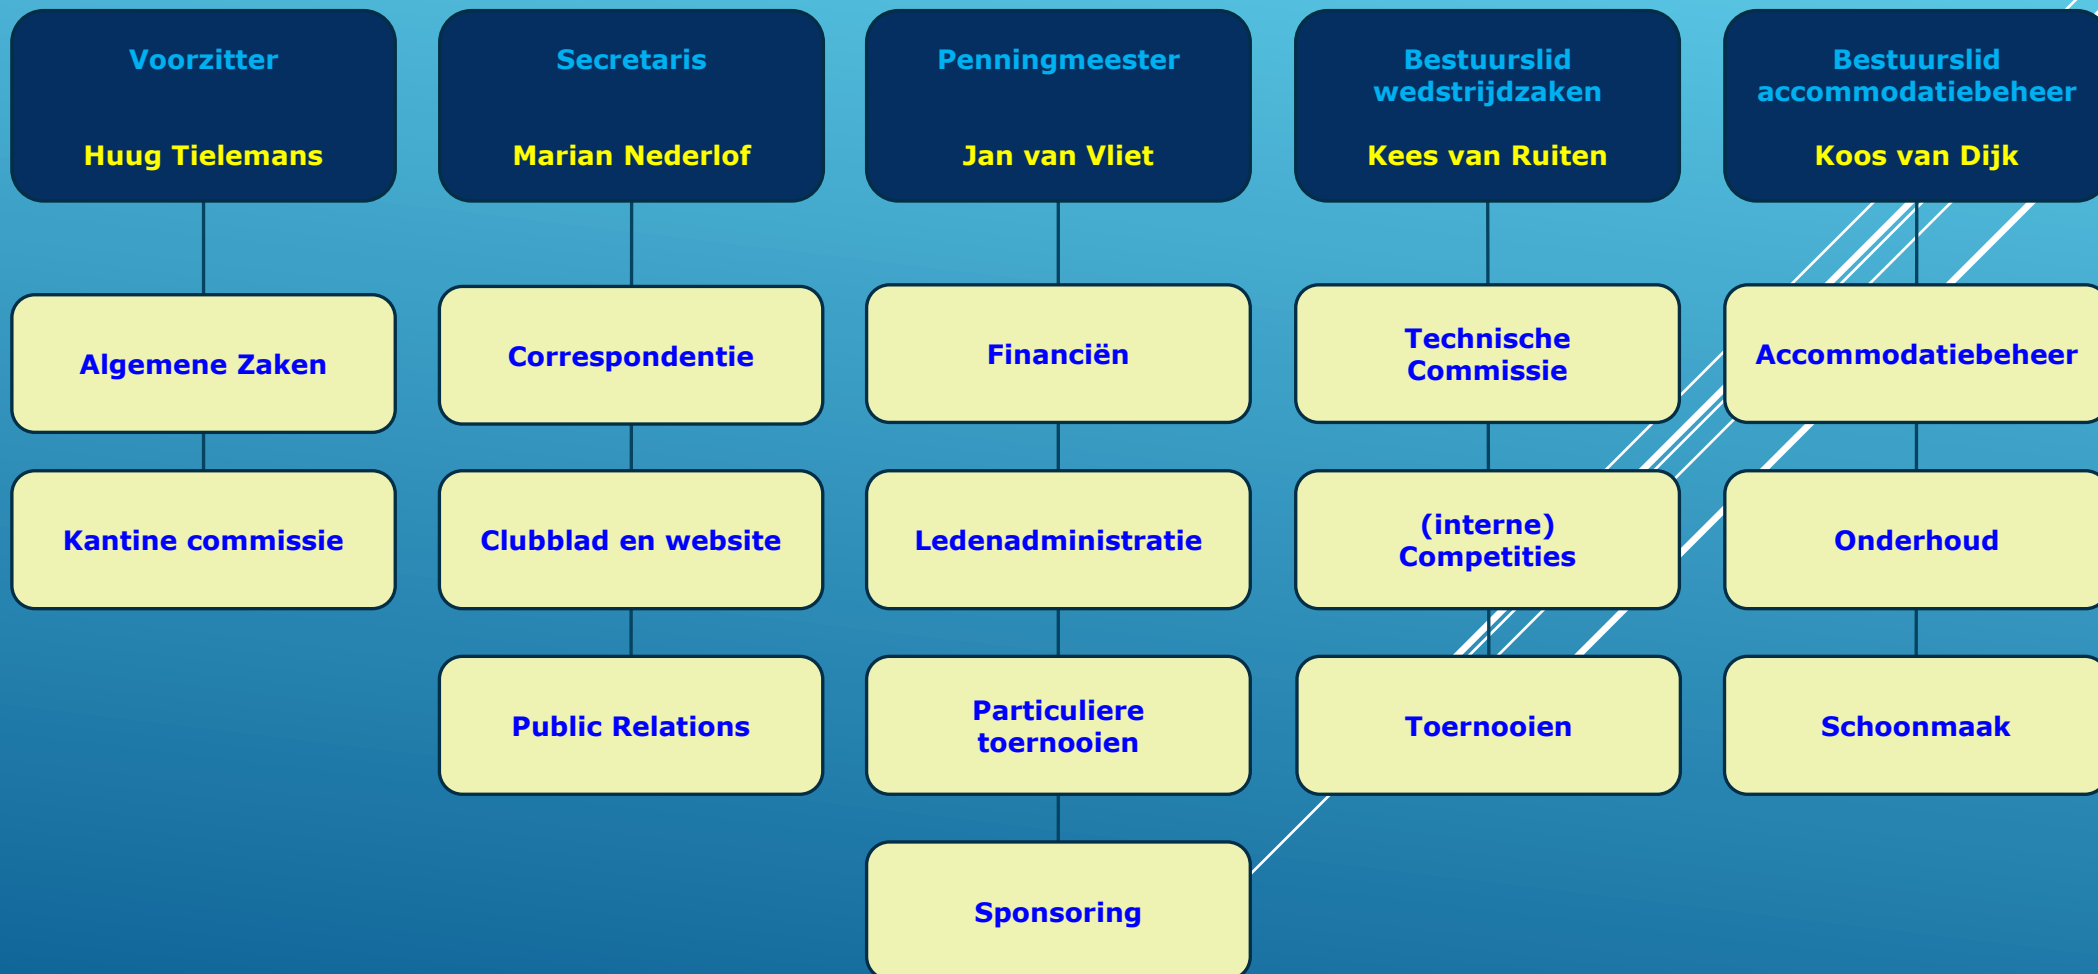 Voorzitter
Huug Tielemans
Algemene Zaken
Kantine commissie
Secretaris
Marian Nederlof
Correspondentie
Clubblad en website
Public Relations
Penningmeester
Jan van Vliet
Financiën
Ledenadministratie
Particuliere
toernooien
Sponsoring
Bestuurslid
wedstrijdzaken
Kees van Ruiten
Technische
Commissie
(interne)
Competities
Toernooien
Bestuurslid
accommodatiebeheer
Koos van Dijk
Accommodatiebeheer
Onderhoud
Schoonmaak